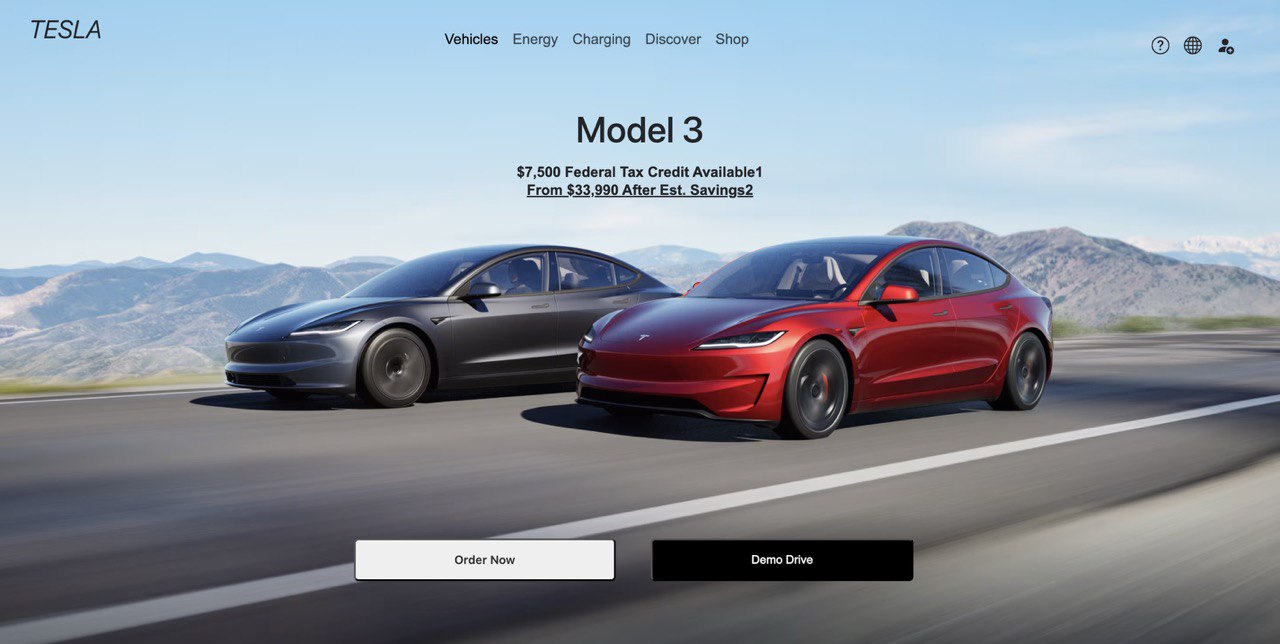 TESLA
Vehicles Energy Charging Discover Shop
Model 3
$7,500 Federal Tax Credit Available1
From $33,990 After Est. Savings2
Order Now
Demo Drive